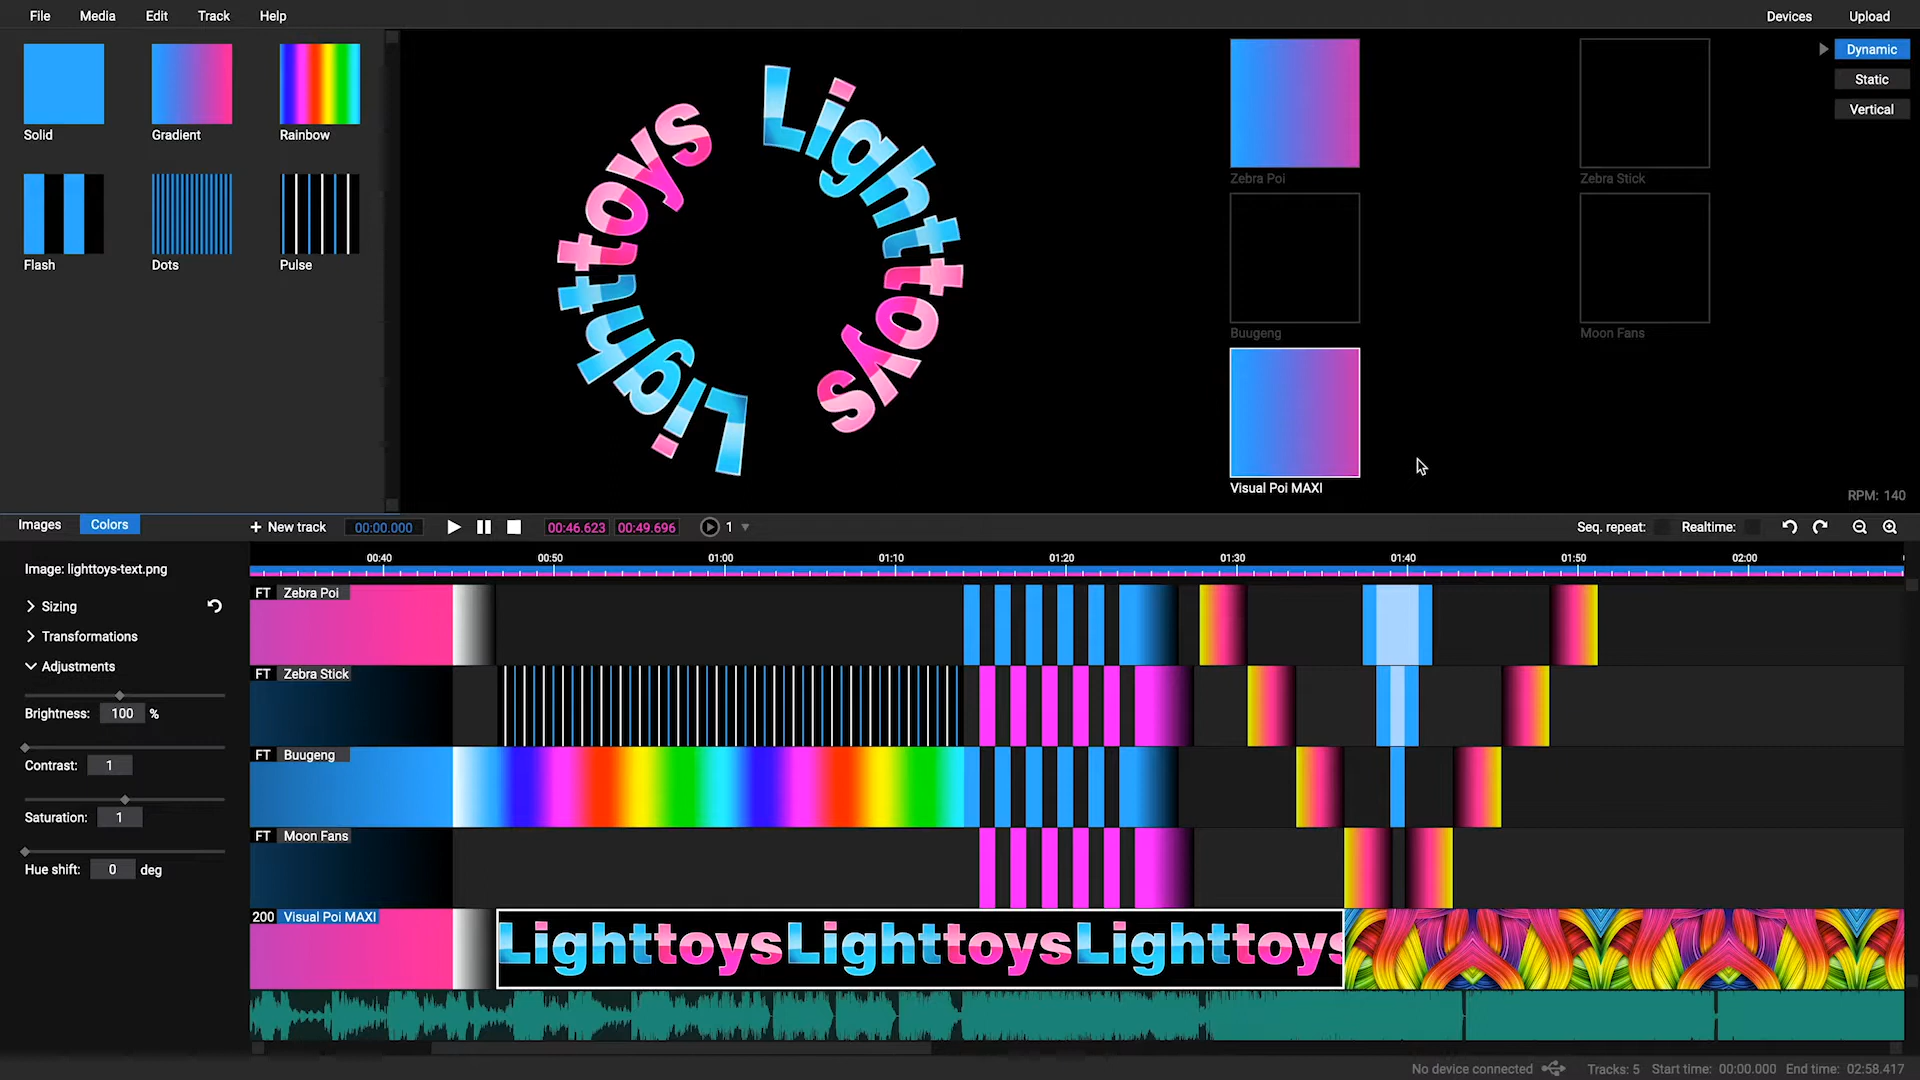 File Media Edit Track Help Devices Upload
Solid Gradient Rainbow
Flash Dots Pulse
Lighttoys
Lighttoys
Zebra Poi
Zebra Stick
Buugeng
Moon Fans
Visual Poi MAXI
Dynamic
Static
Vertical
RPM: 140
Images Colors
New track 00:00.000 00:46.623 00:49.696 1 Seq. repeat: Realtime:
00:40 00:50 01:00 01:10 01:20 01:30 01:40 01:50 02:00
Image: lighttoys-text.png
Sizing
Transformations
Adjustments
Brightness: 100 %
Contrast: 1
Saturation: 1
Hue shift: 0 deg
FT Zebra Poi
FT Zebra Stick
FT Buugeng
FT Moon Fans
200 Visual Poi MAXI
LighttoysLighttoysLighttoys
No device connected Tracks: 5 Start time: 00:00.000 End time: 02:58.417